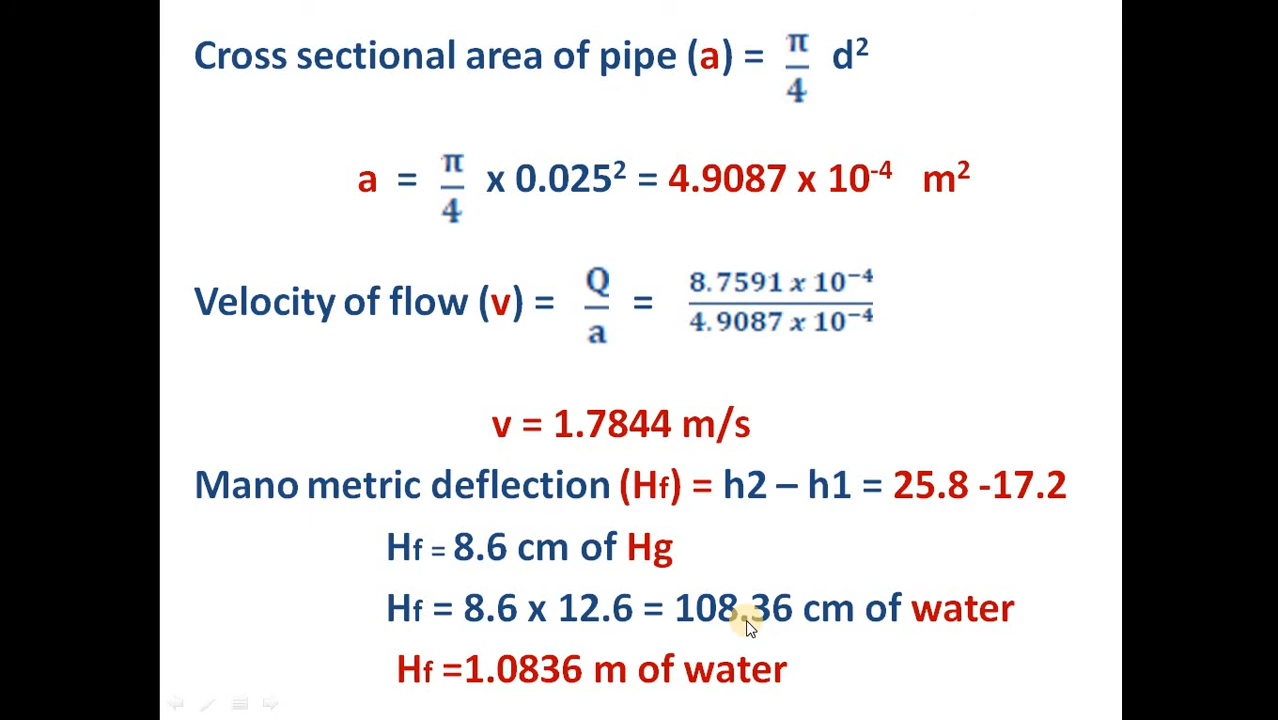 Cross sectional area of pipe (a) = π/4 d²
a = π/4 x 0.025² = 4.9087 x 10⁻⁴ m²
Velocity of flow (v) = Q/a = 8.7591 x 10⁻⁴ / 4.9087 x 10⁻⁴
v = 1.7844 m/s
Mano metric deflection (Hf) = h2 – h1 = 25.8 -17.2
Hf = 8.6 cm of Hg
Hf = 8.6 x 12.6 = 108.36 cm of water
Hf =1.0836 m of water